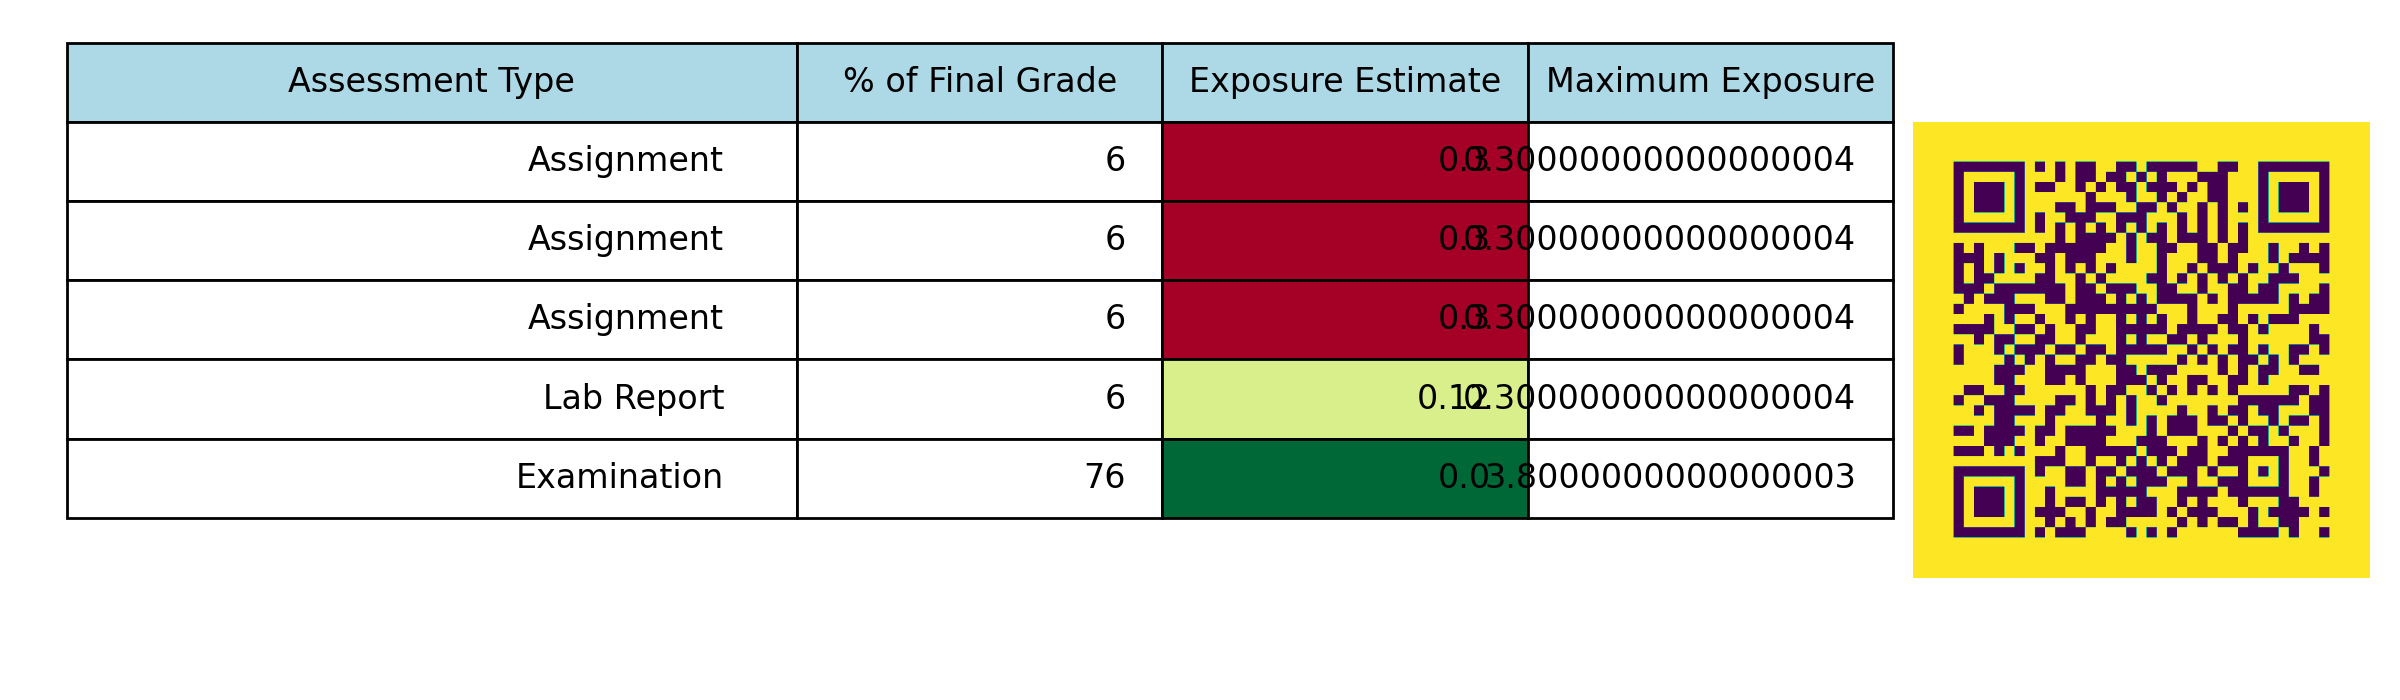 Assessment Type % of Final Grade Exposure Estimate Maximum Exposure
Assignment 6 0.3 0.30000000000000004
Assignment 6 0.3 0.30000000000000004
Assignment 6 0.3 0.30000000000000004
Lab Report 6 0.12 0.30000000000000004
Examination 76 0.0 3.8000000000000003